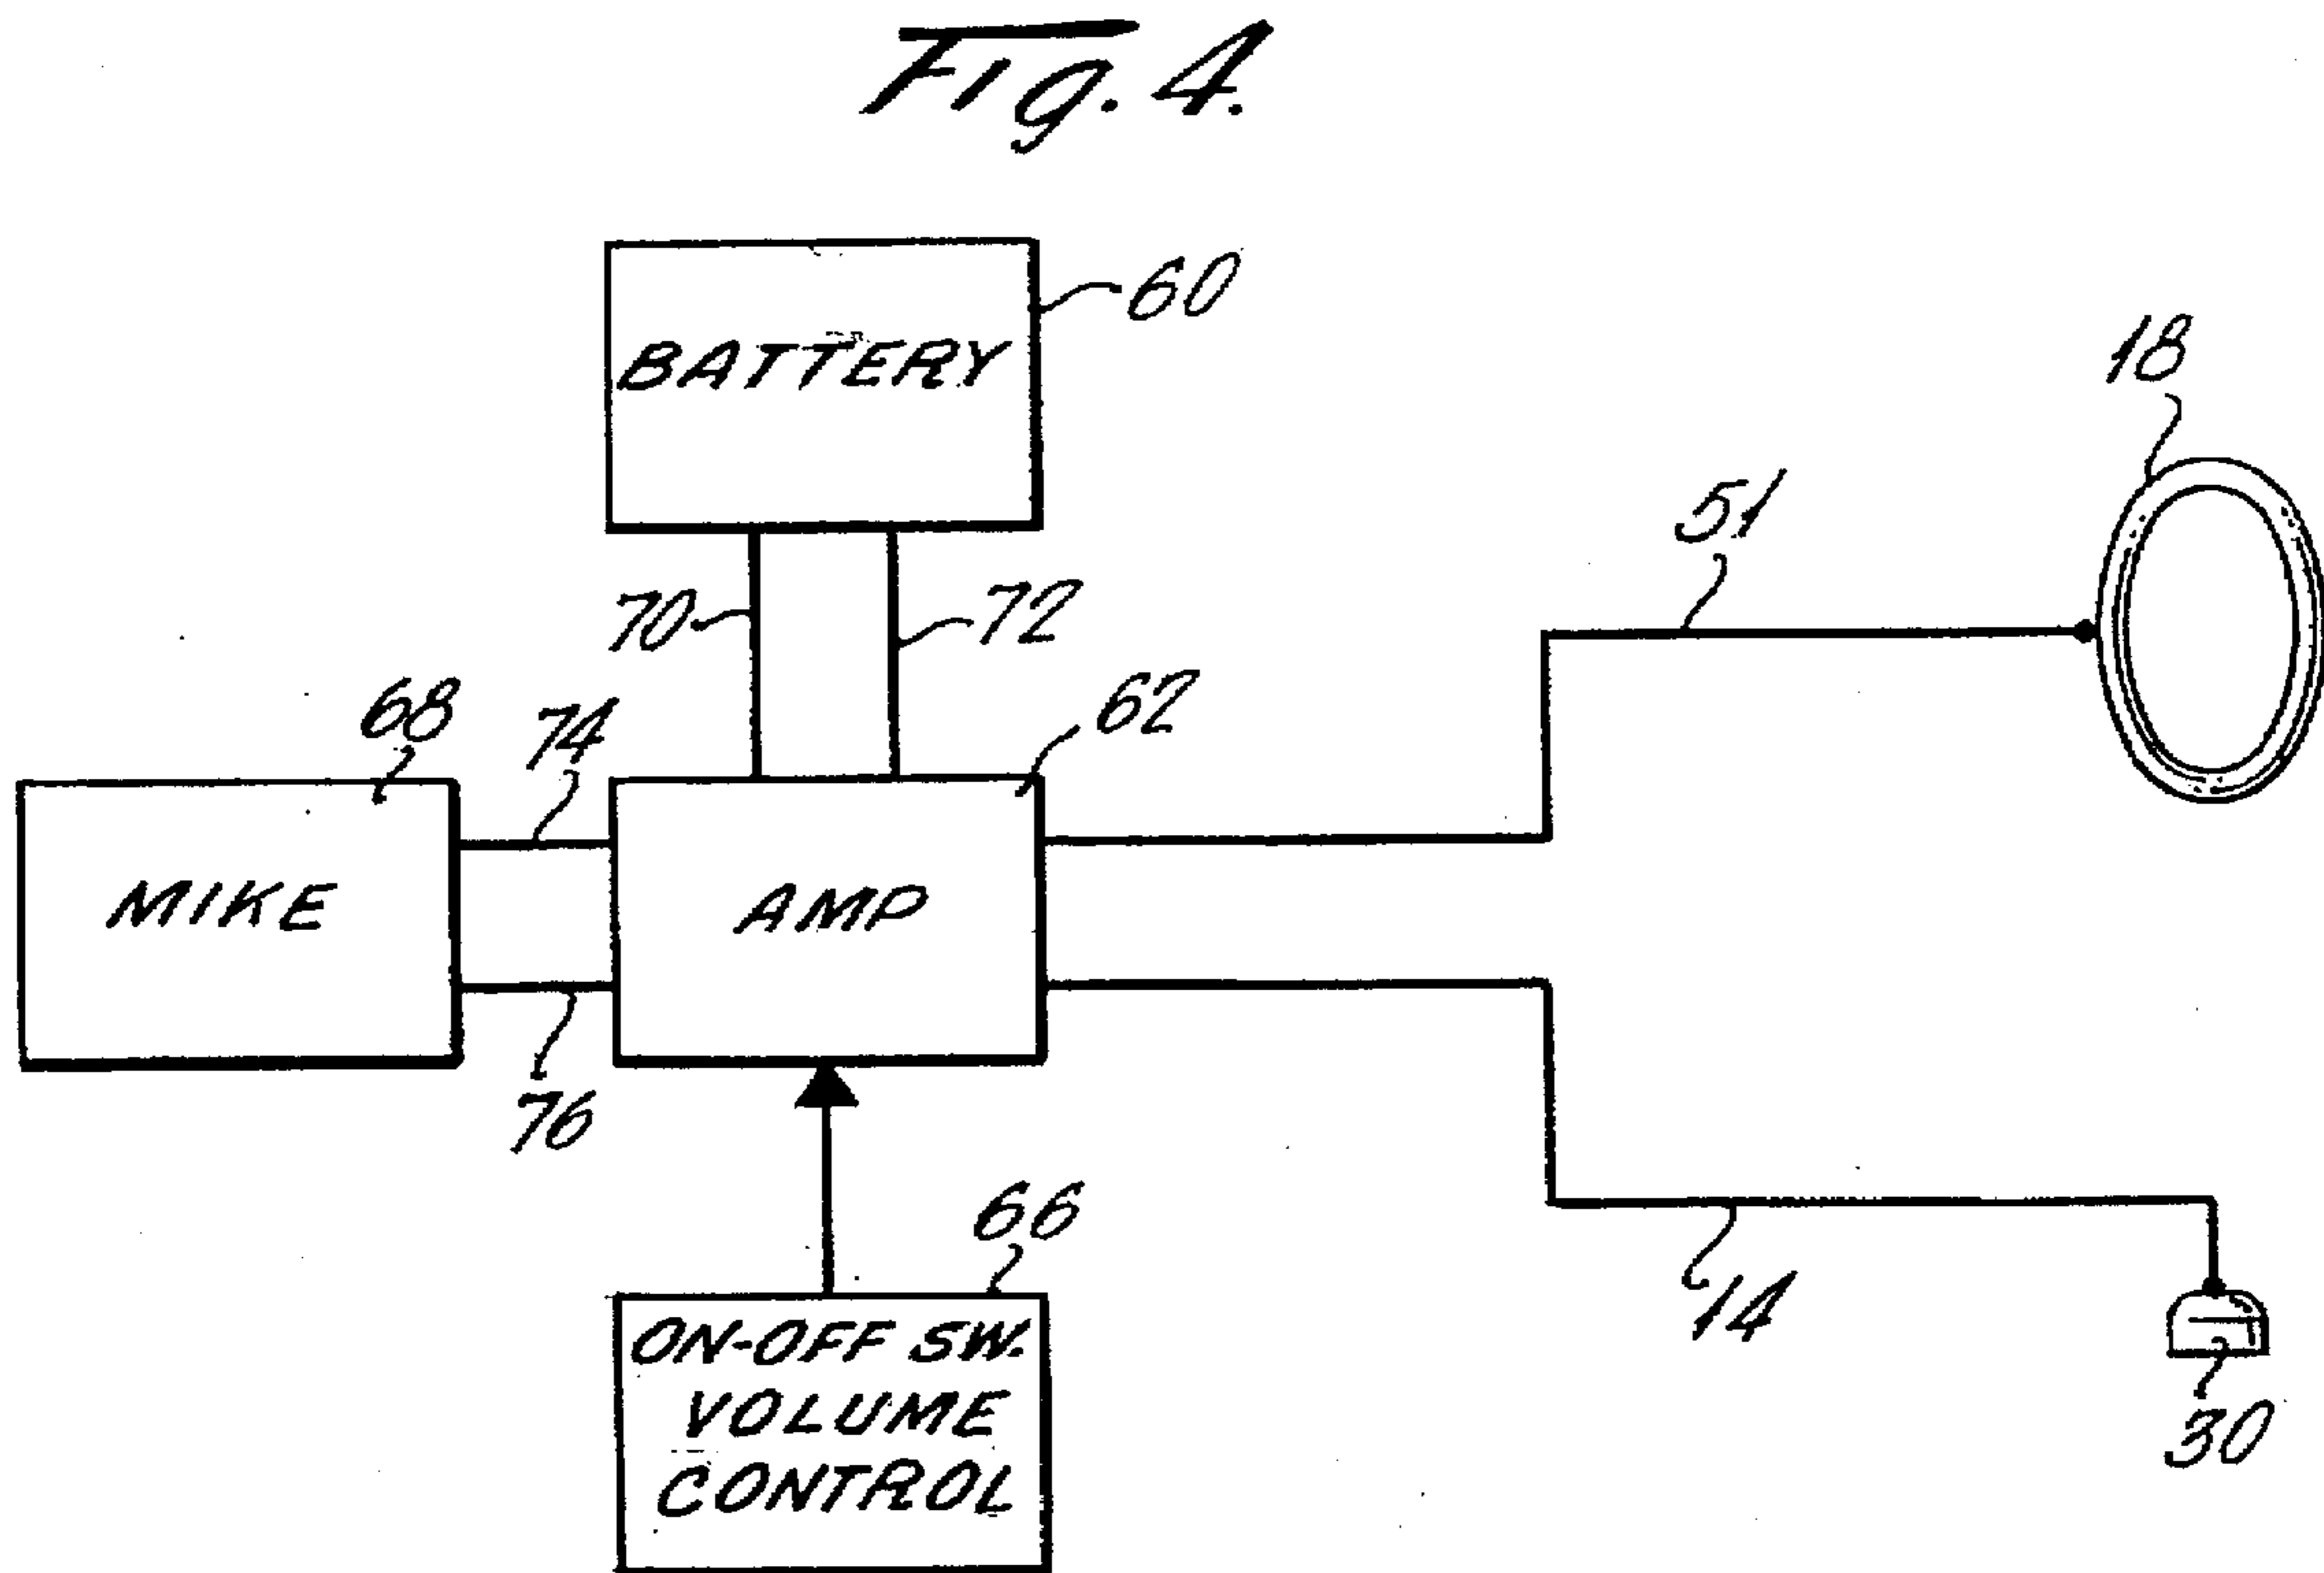 Fig. 4.
BATTERY
60
18
51
70
72
68
74
62
MIKE
AMP
76
66
ON-OFF SW.
VOLUME
CONTROL
14
30